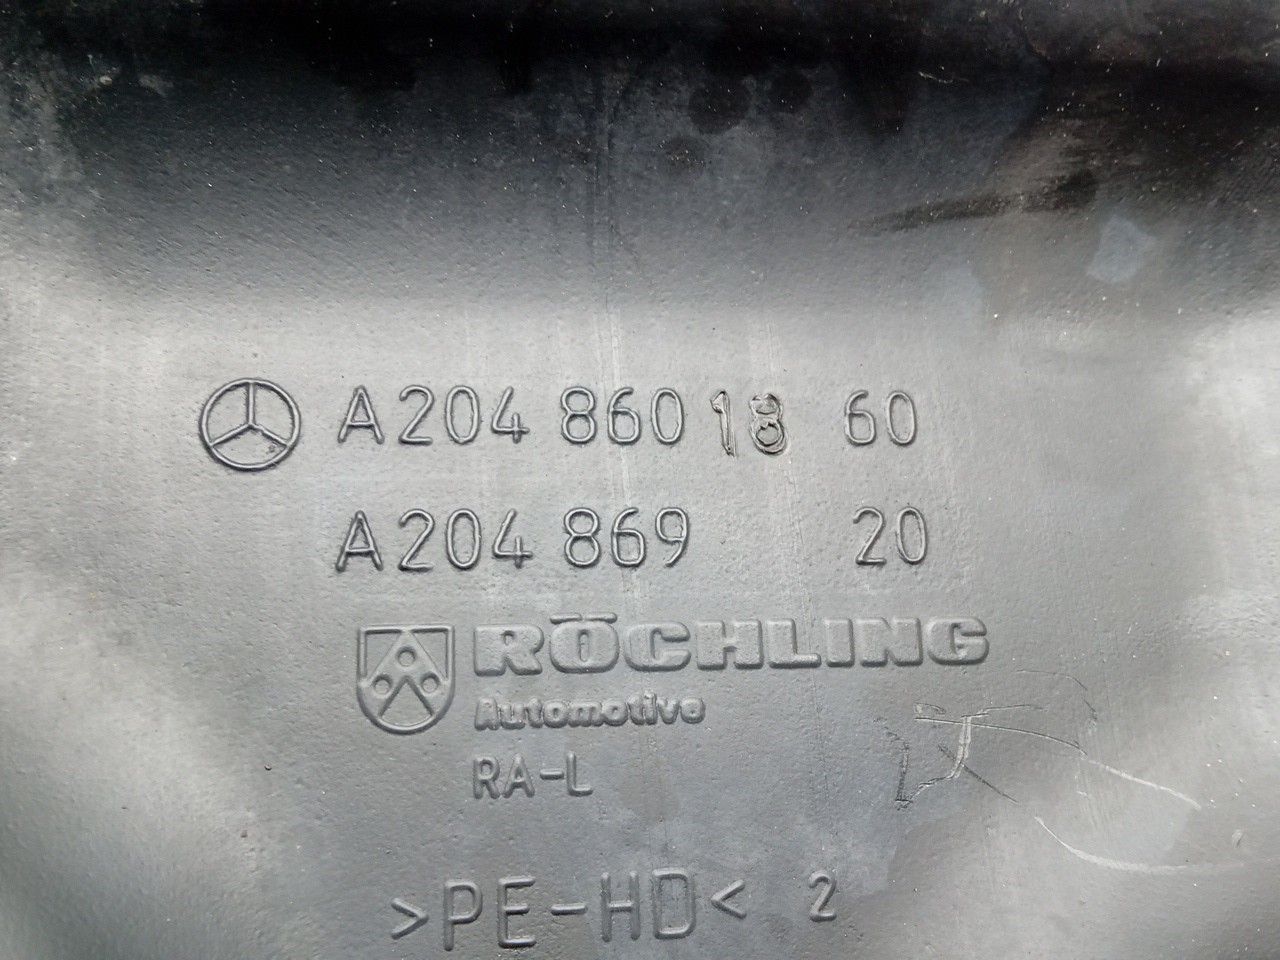 A 204 860 18 60
A 204 869 20
RÖCHLING
Automotive
RA-L
>PE-HD< 2